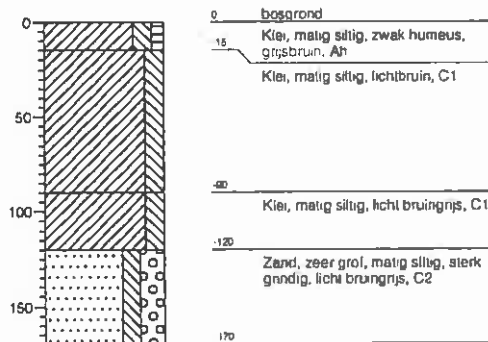 0
50
100
150
0 bosgrond
-15 Klei, matig siltig, zwak humeus,
grijsbruin, Ah
Klei, matig siltig, lichtbruin, C1
-90
Klei, matig siltig, licht bruingrijs, C1
-120
Zand, zeer grof, matig siltig, sterk
grindig, licht bruingrijs, C2
-170